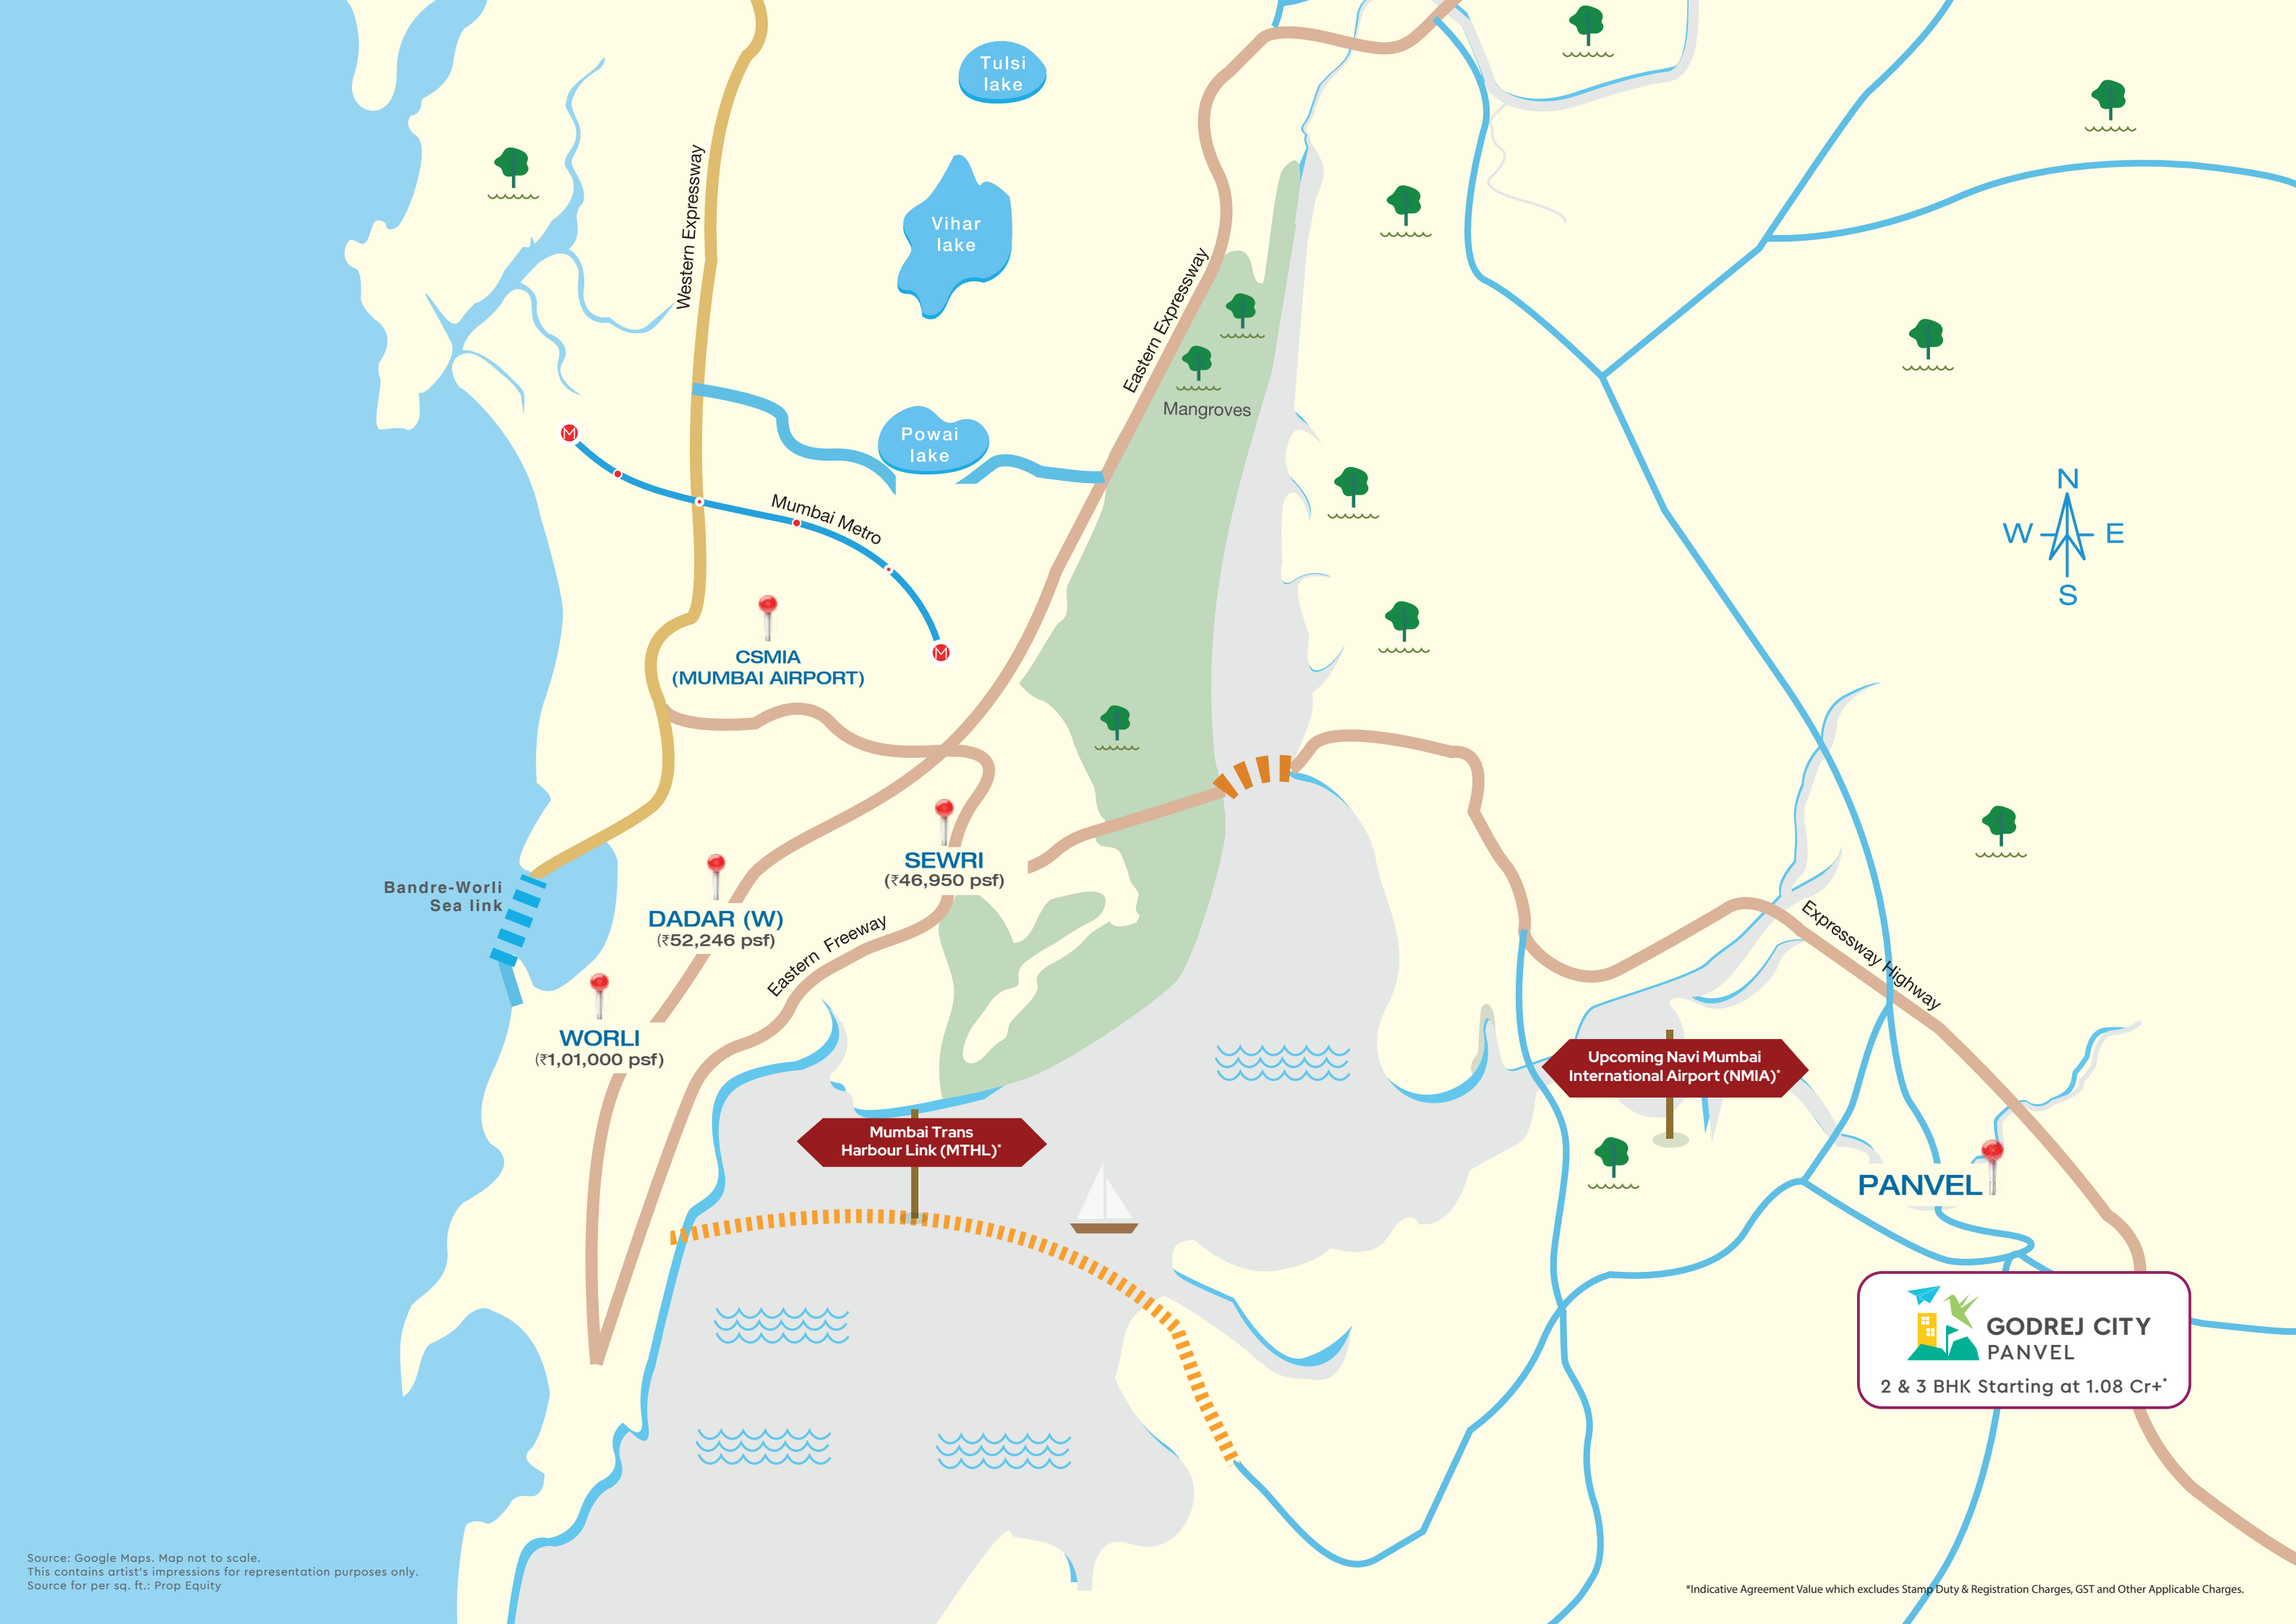 Tulsi
lake
Vihar
lake
Western Expressway
Eastern Expressway
Mangroves
Powai
lake
Mumbai Metro
M
M
N
W E
S
CSMIA
(MUMBAI AIRPORT)
SEWRI
(₹46,950 psf)
Bandre-Worli
Sea link
DADAR (W)
(₹52,246 psf)
Eastern Freeway
WORLI
(₹1,01,000 psf)
Expressway Highway
Upcoming Navi Mumbai
International Airport (NMIA)*
Mumbai Trans
Harbour Link (MTHL)*
PANVEL
GODREJ CITY
PANVEL
2 & 3 BHK Starting at 1.08 Cr+*
Source: Google Maps. Map not to scale.
This contains artist's impressions for representation purposes only.
Source for per sq. ft.: Prop Equity
*Indicative Agreement Value which excludes Stamp Duty & Registration Charges, GST and Other Applicable Charges.